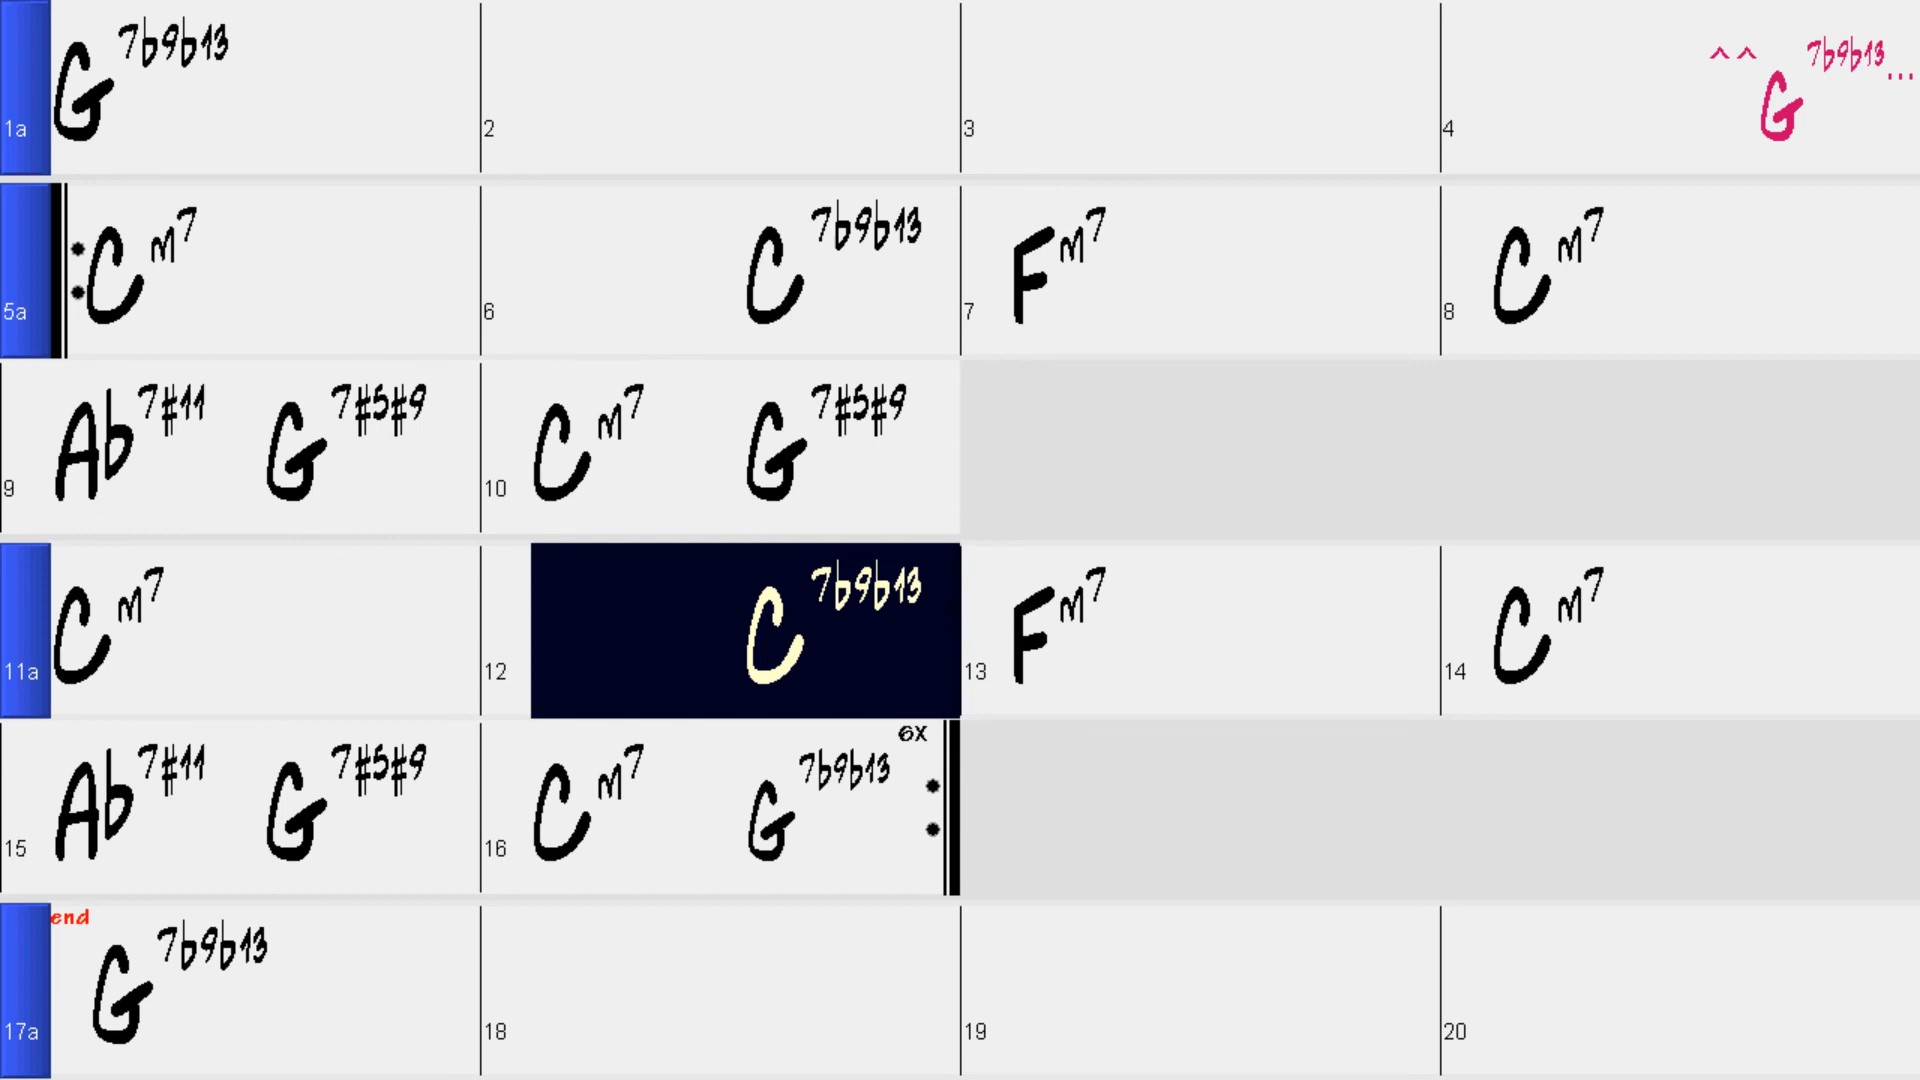 1a G7b9b13 2 3 4 ^^ G7b9b13...
5a Cm7 6 C7b9b13 7 Fm7 8 Cm7
9 Ab7#11 G7#5#9 10 Cm7 G7#5#9
11a Cm7 12 C7b9b13 13 Fm7 14 Cm7
15 Ab7#11 G7#5#9 16 Cm7 G7b9b13 6X
end
17a G7b9b13 18 19 20